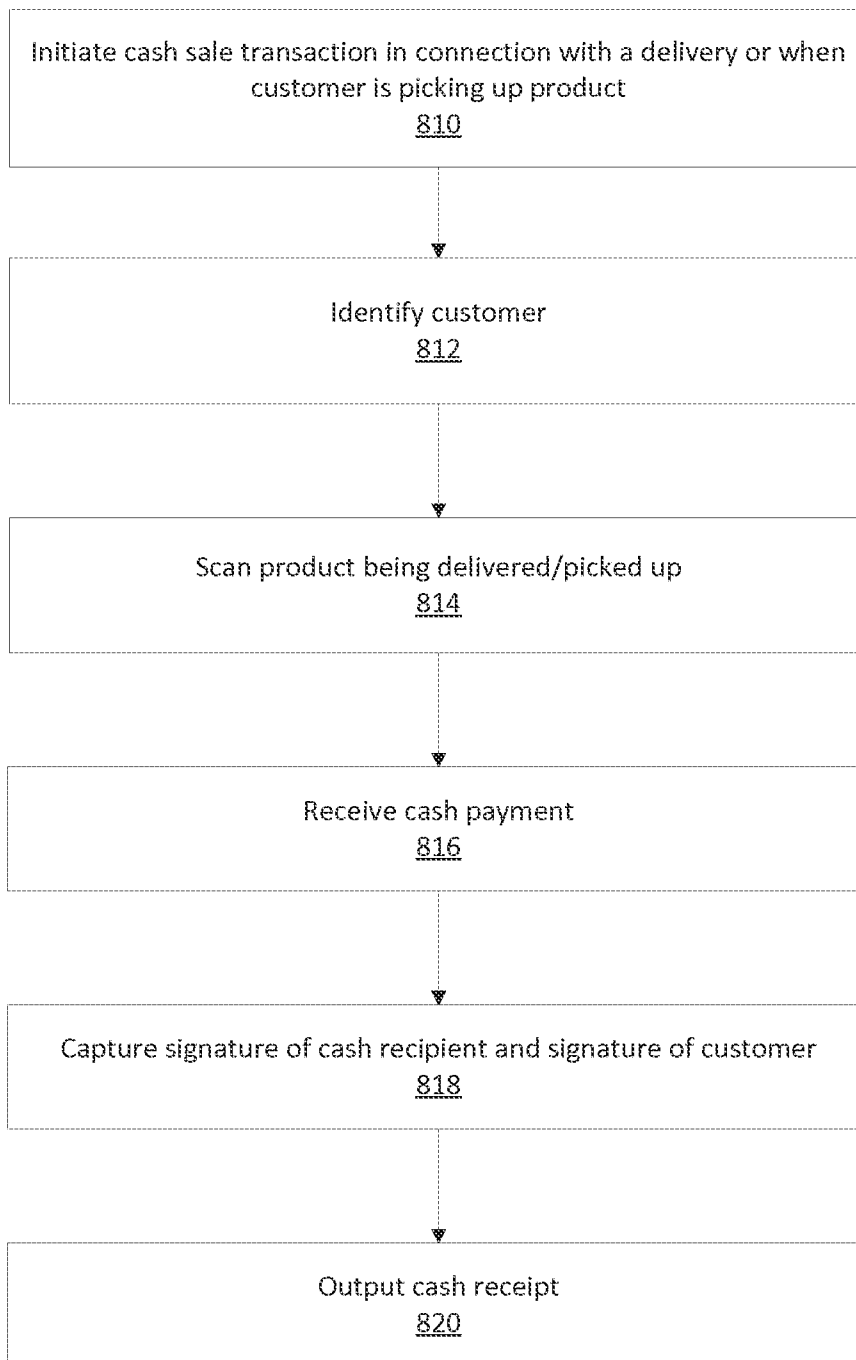 Initiate cash sale transaction in connection with a delivery or when
customer is picking up product
810
Identify customer
812
Scan product being delivered/picked up
814
Receive cash payment
816
Capture signature of cash recipient and signature of customer
818
Output cash receipt
820